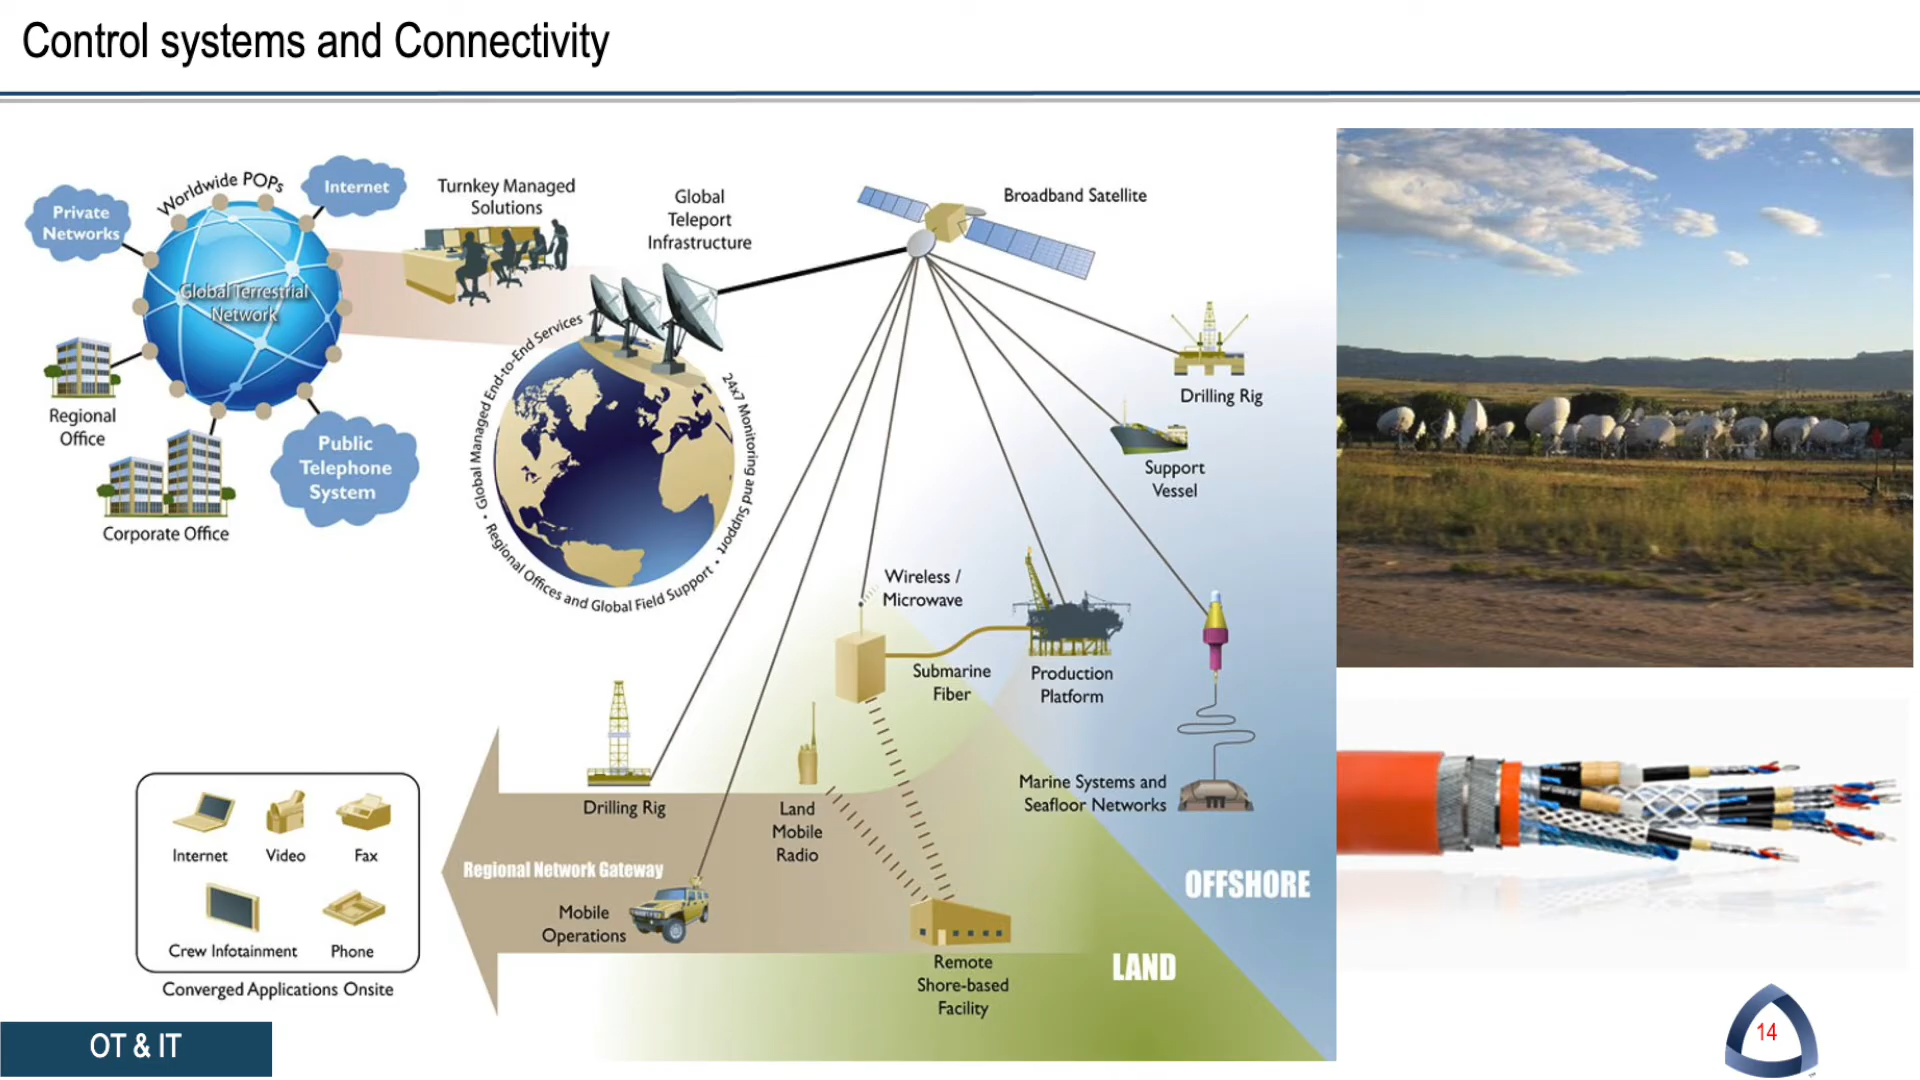 Control systems and Connectivity
Worldwide POPs
Internet
Private
Networks
Global Terrestrial
Network
Regional
Office
Corporate Office
Public
Telephone
System
Turnkey Managed
Solutions
Global
Teleport
Infrastructure
Broadband Satellite
• Global Managed End-to-End Services
24x7 Monitoring and Support •
Regional Offices and Global Field Support
Drilling Rig
Support
Vessel
Wireless /
Microwave
Submarine
Fiber
Production
Platform
Marine Systems and
Seafloor Networks
Drilling Rig
Land
Mobile
Radio
Regional Network Gateway
Mobile
Operations
Remote
Shore-based
Facility
OFFSHORE
LAND
Internet
Video
Fax
Crew Infotainment
Phone
Converged Applications Onsite
OT & IT
14